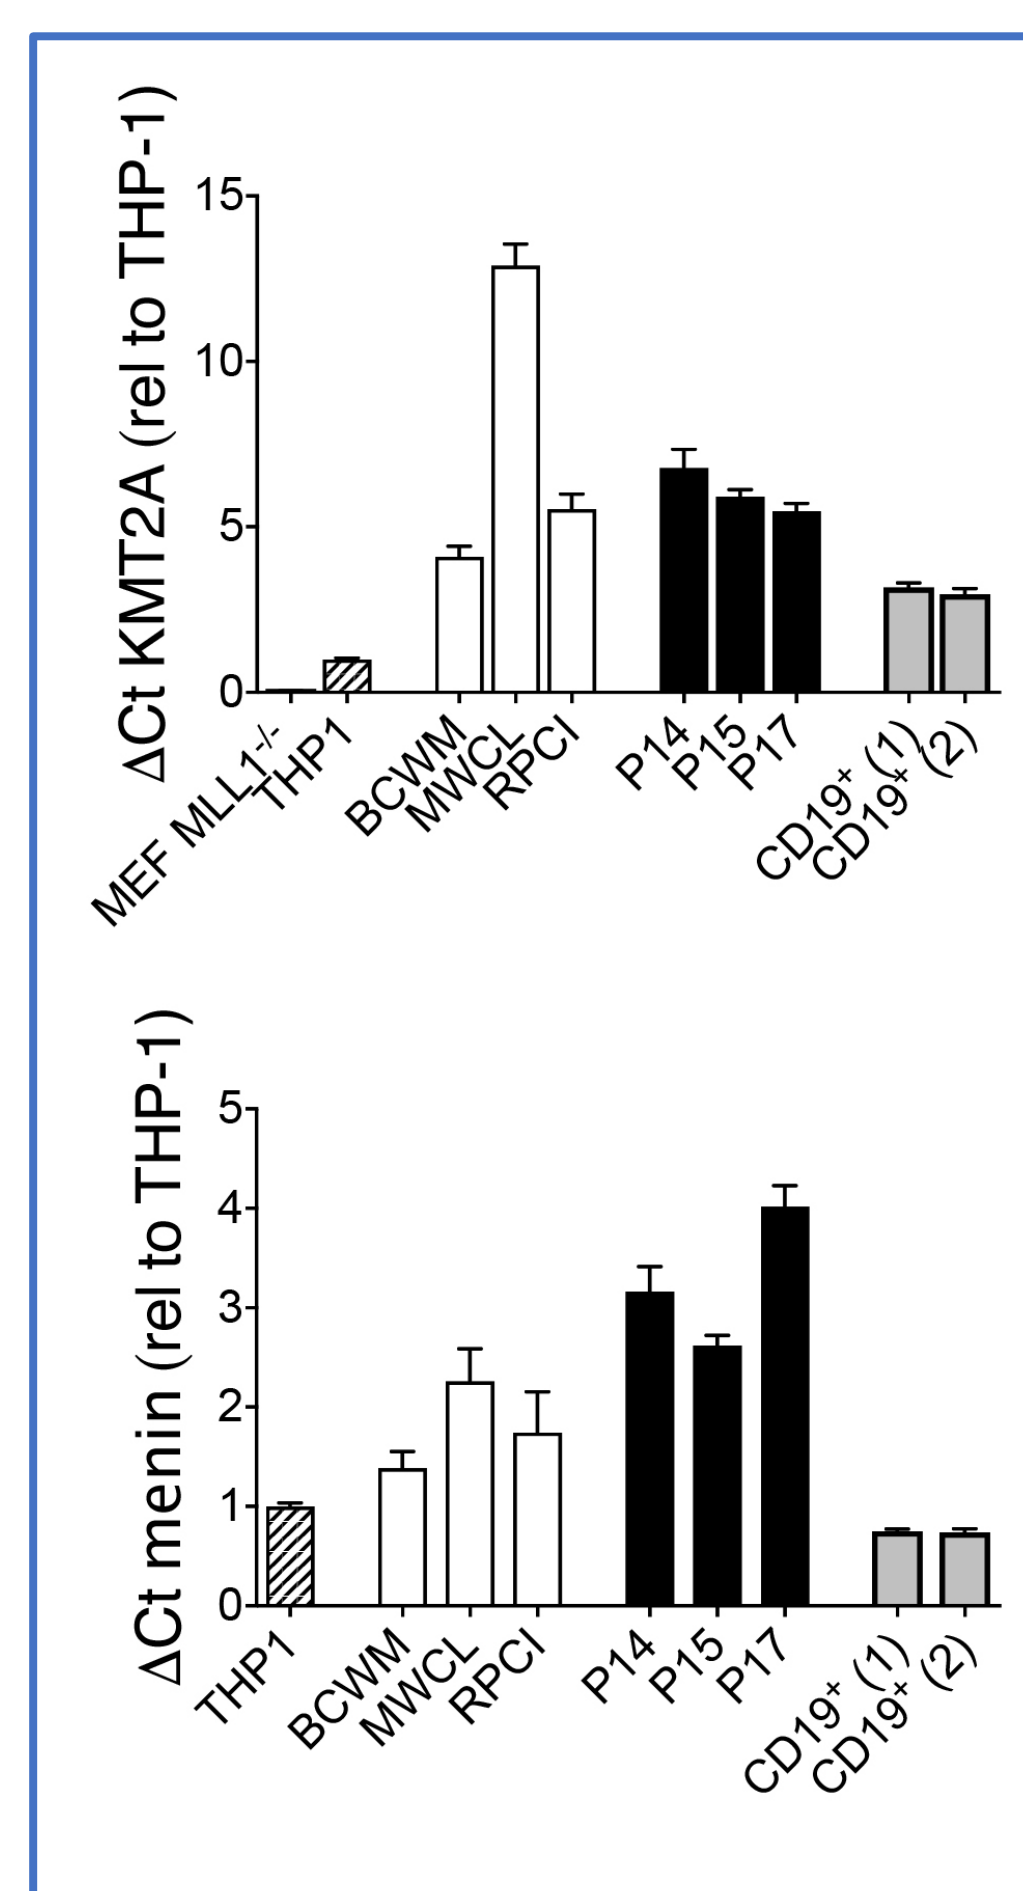 ΔCt KMT2A (rel to THP-1)
15
10
5
0
MEF MLL1-/-
THP1
BCWM
MWCL
RPCI
P14
P15
P17
CD19+ (1)
CD19+ (2)
ΔCt menin (rel to THP-1)
5
4
3
2
1
0
THP1
BCWM
MWCL
RPCI
P14
P15
P17
CD19+ (1)
CD19+ (2)